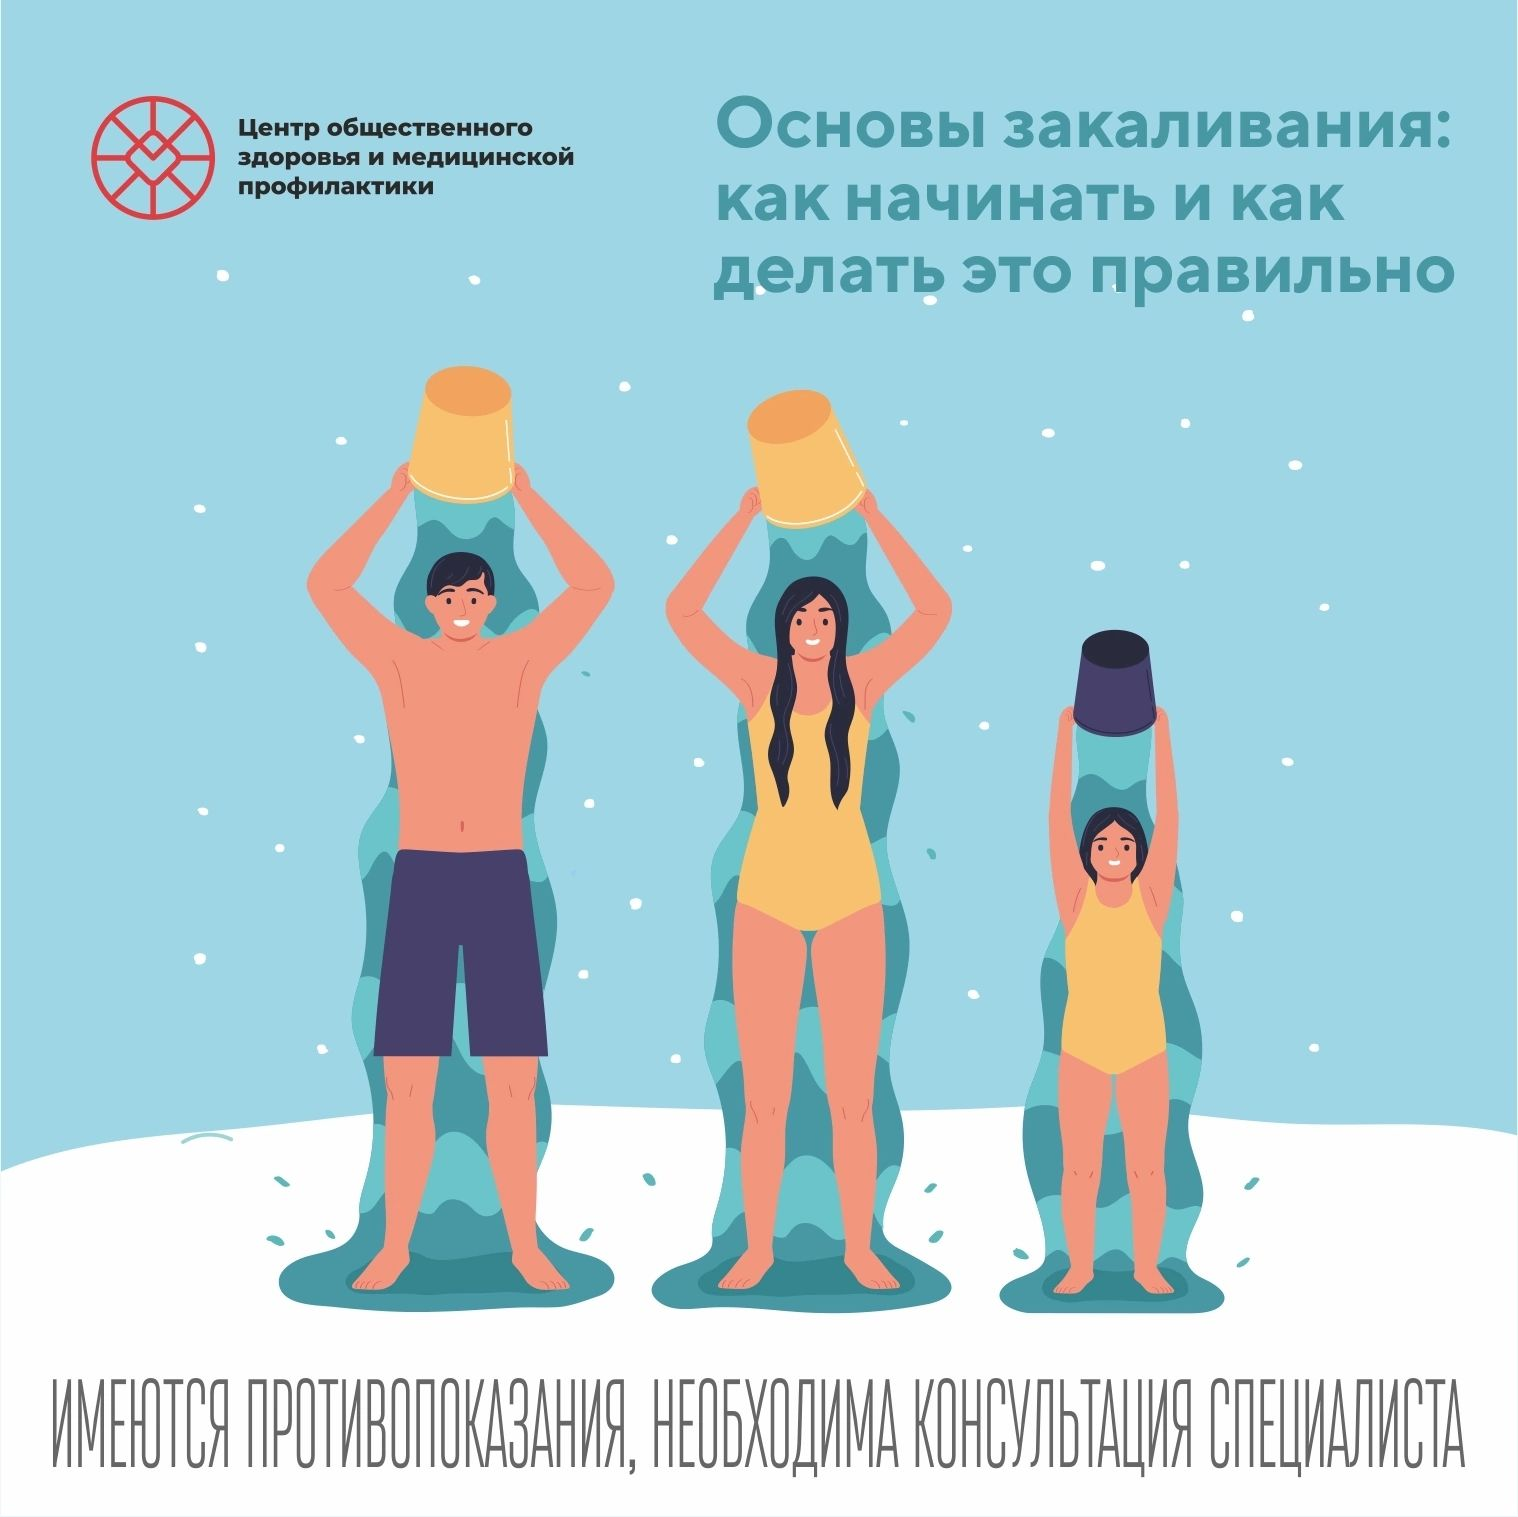 Центр общественного
здоровья и медицинской
профилактики
Основы закаливания:
как начинать и как
делать это правильно
ИМЕЮТСЯ ПРОТИВОПОКАЗАНИЯ, НЕОБХОДИМА КОНСУЛЬТАЦИЯ СПЕЦИАЛИСТА